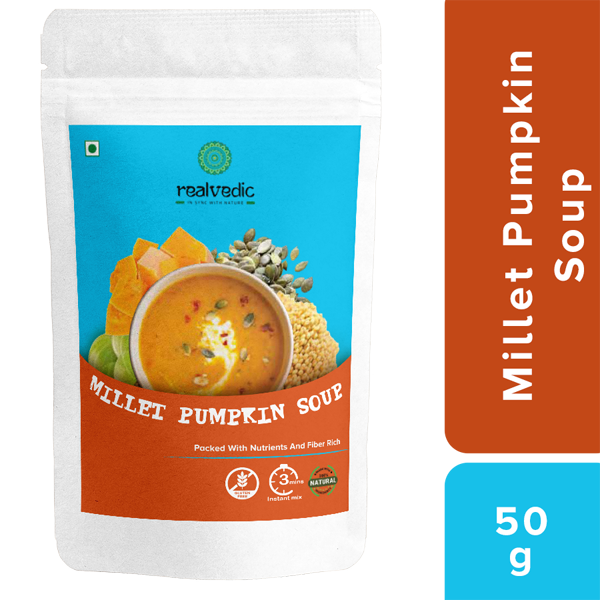 realvedic
IN SYNC WITH NATURE
MILLET PUMPKIN SOUP
Packed With Nutrients And Fiber Rich
GLUTEN
FREE
3 mins
Instant mix
100%
NATURAL
Millet Pumpkin
Soup
50
g